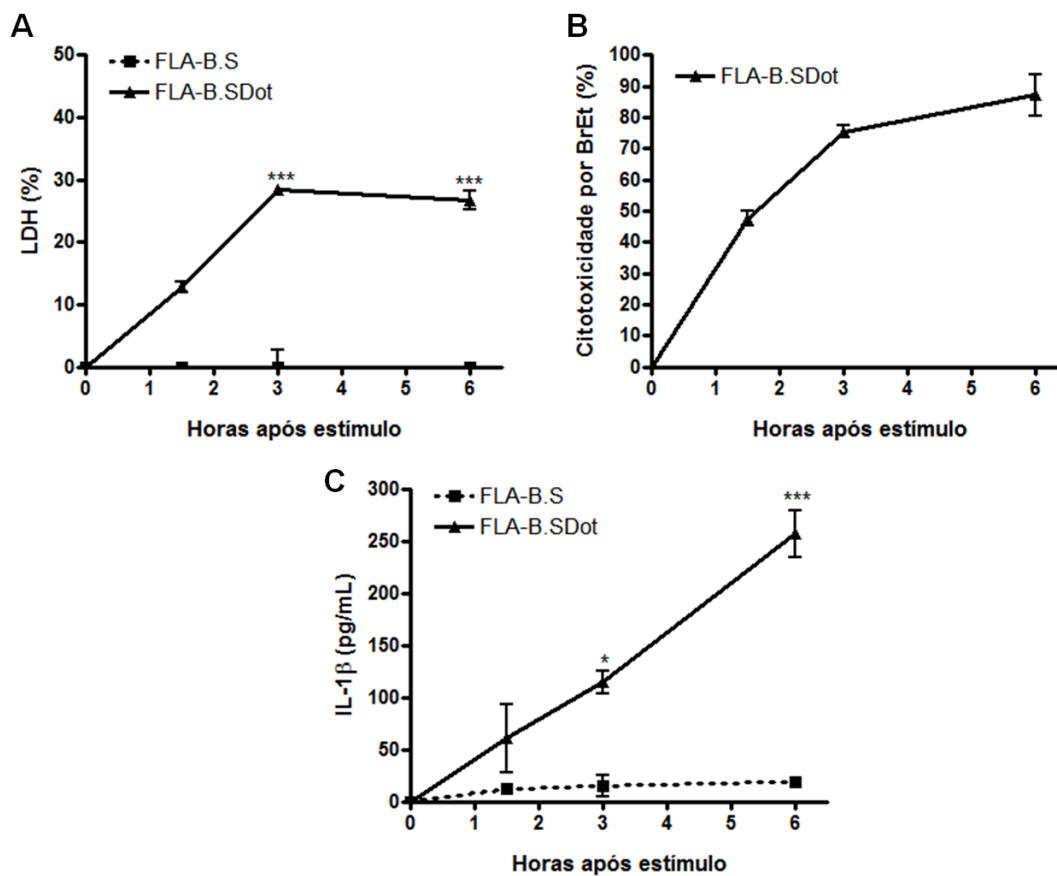 A
FLA-B.S
FLA-B.SDot
LDH (%)
50
40
30
20
10
0
***
***
0 1 2 3 4 5 6
Horas após estímulo
B
FLA-B.SDot
Citotoxicidade por BrEt (%)
100
90
80
70
60
50
40
30
20
10
0
0 1 2 3 4 5 6
Horas após estímulo
C
FLA-B.S
FLA-B.SDot
IL-1β (pg/mL)
300
250
200
150
100
50
0
*
***
0 1 2 3 4 5 6
Horas após estímulo